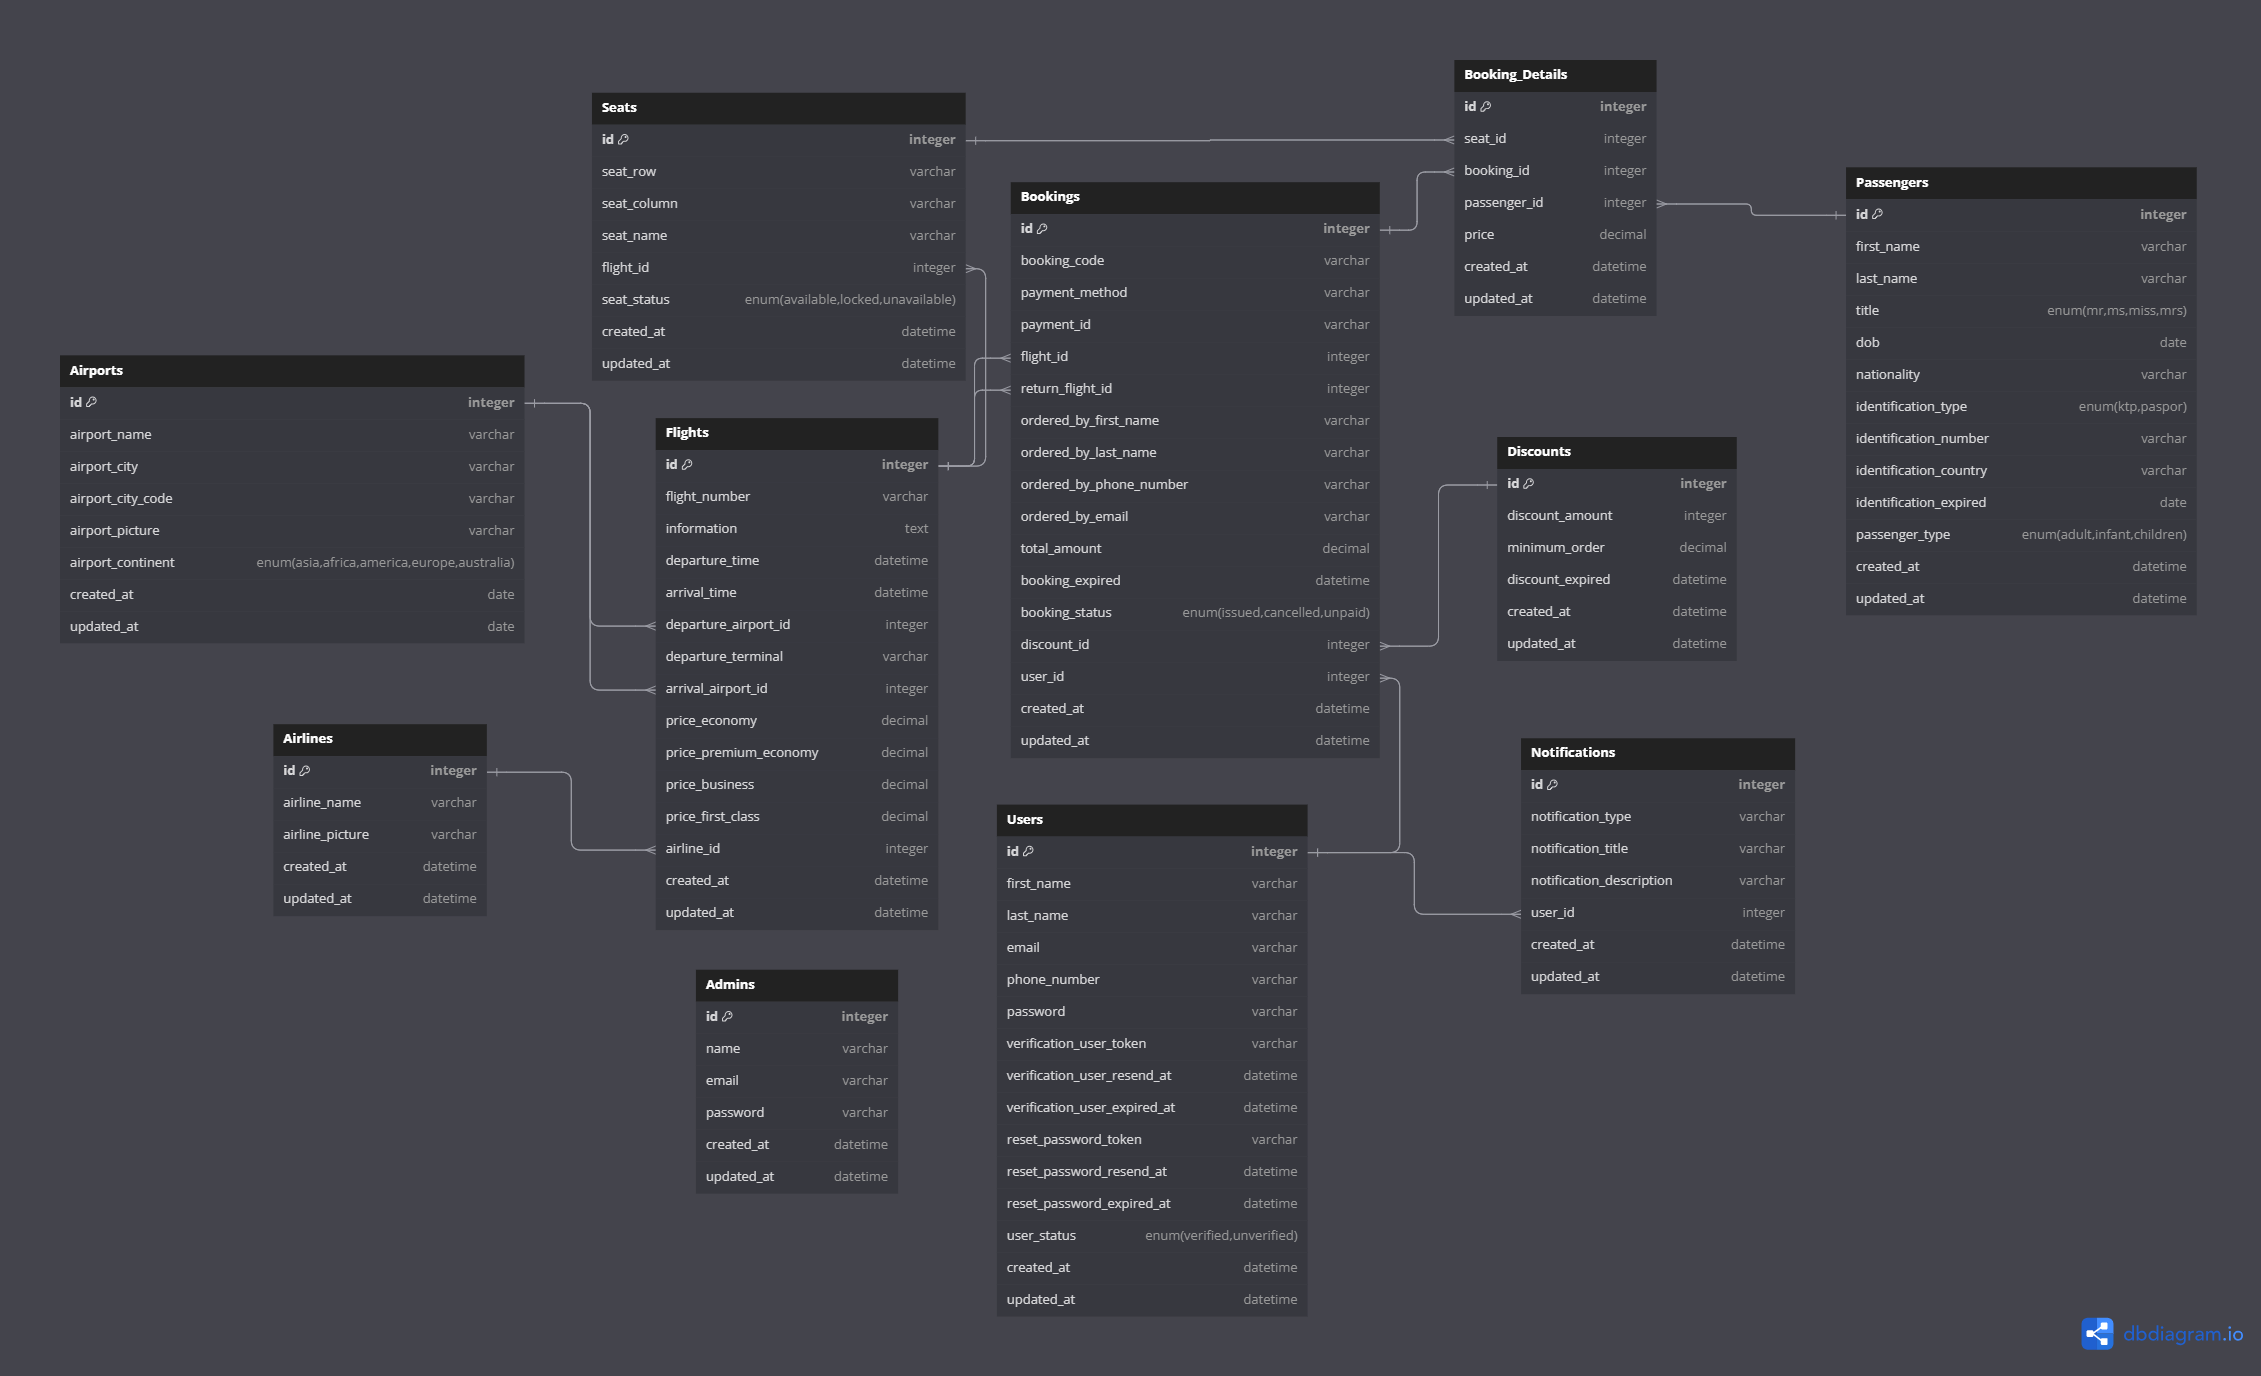 Booking_Details
id integer
seat_id integer
booking_id integer
passenger_id integer
price decimal
created_at datetime
updated_at datetime
Seats
id integer
seat_row varchar
seat_column varchar
seat_name varchar
flight_id integer
seat_status enum(available,locked,unavailable)
created_at datetime
updated_at datetime
Passengers
id integer
first_name varchar
last_name varchar
title enum(mr,ms,miss,mrs)
dob date
nationality varchar
identification_type enum(ktp,paspor)
identification_number varchar
identification_country varchar
identification_expired date
passenger_type enum(adult,infant,children)
created_at datetime
updated_at datetime
Bookings
id integer
booking_code varchar
payment_method varchar
payment_id varchar
flight_id integer
return_flight_id integer
ordered_by_first_name varchar
ordered_by_last_name varchar
ordered_by_phone_number varchar
ordered_by_email varchar
total_amount decimal
booking_expired datetime
booking_status enum(issued,cancelled,unpaid)
discount_id integer
user_id integer
created_at datetime
updated_at datetime
Airports
id integer
airport_name varchar
airport_city varchar
airport_city_code varchar
airport_picture varchar
airport_continent enum(asia,africa,america,europe,australia)
created_at date
updated_at date
Flights
id integer
flight_number varchar
information text
departure_time datetime
arrival_time datetime
departure_airport_id integer
departure_terminal varchar
arrival_airport_id integer
price_economy decimal
price_premium_economy decimal
price_business decimal
price_first_class decimal
airline_id integer
created_at datetime
updated_at datetime
Discounts
id integer
discount_amount integer
minimum_order decimal
discount_expired datetime
created_at datetime
updated_at datetime
Airlines
id integer
airline_name varchar
airline_picture varchar
created_at datetime
updated_at datetime
Notifications
id integer
notification_type varchar
notification_title varchar
notification_description varchar
user_id integer
created_at datetime
updated_at datetime
Users
id integer
first_name varchar
last_name varchar
email varchar
phone_number varchar
password varchar
verification_user_token varchar
verification_user_resend_at datetime
verification_user_expired_at datetime
reset_password_token varchar
reset_password_resend_at datetime
reset_password_expired_at datetime
user_status enum(verified,unverified)
created_at datetime
updated_at datetime
Admins
id integer
name varchar
email varchar
password varchar
created_at datetime
updated_at datetime
dbdiagram.io